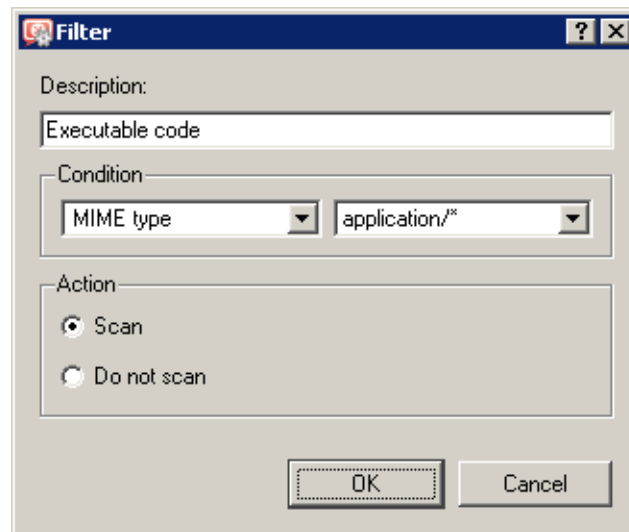 Filter
Description:
Executable code
Condition
MIME type application/*
Action
Scan
Do not scan
OK Cancel